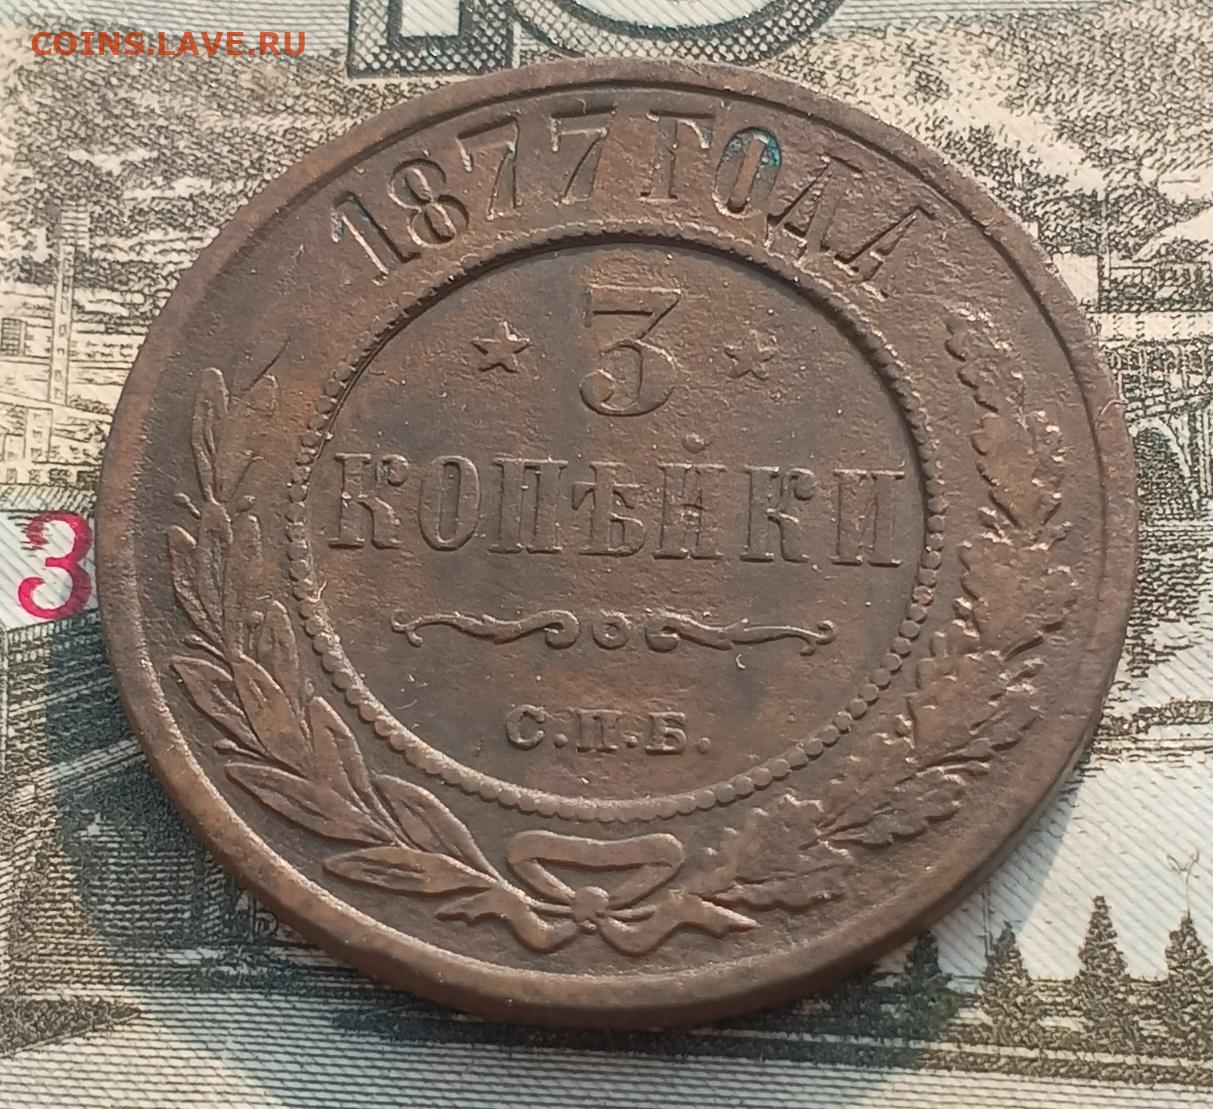 COINS.LAVE.RU
1877 ГОДА
3
КОПѢЙКИ
С.П.Б.
3